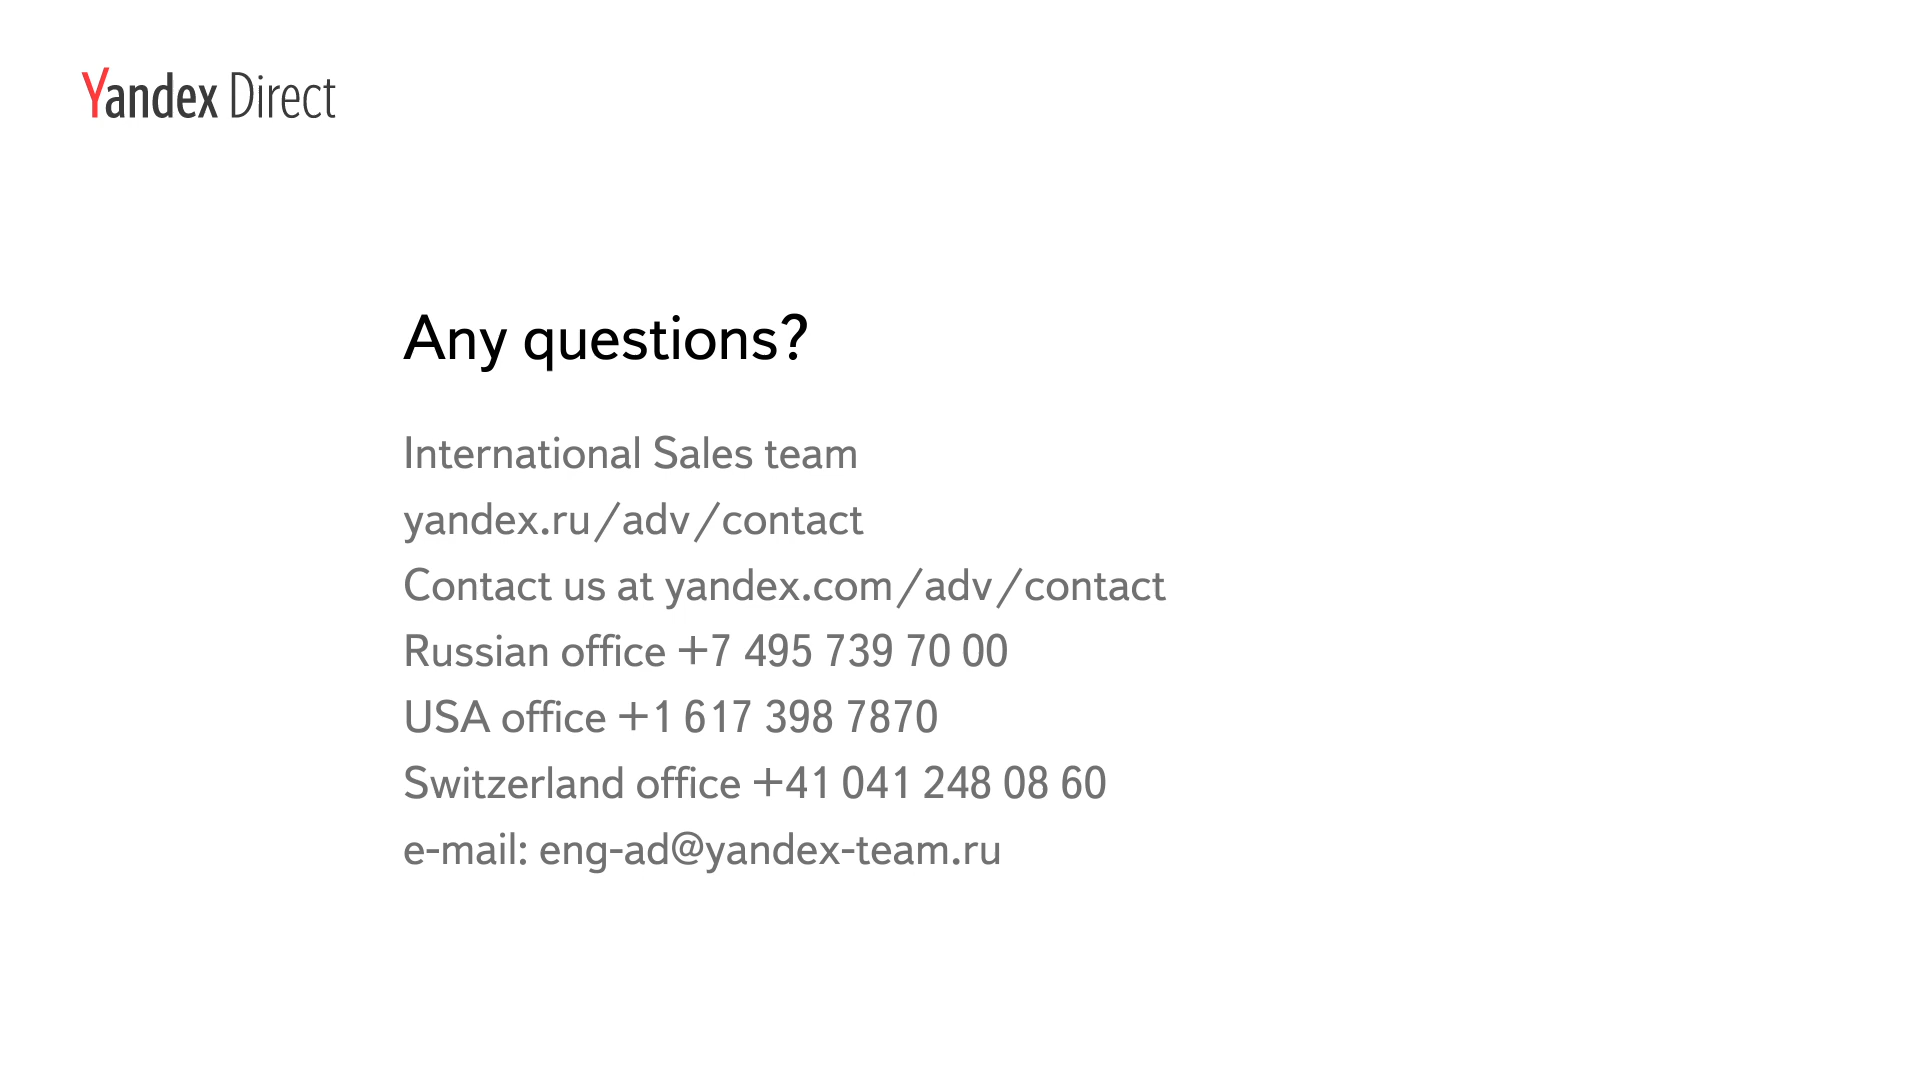 Yandex Direct
Any questions?
International Sales team
yandex.ru/adv/contact
Contact us at yandex.com/adv/contact
Russian office +7 495 739 70 00
USA office +1 617 398 7870
Switzerland office +41 041 248 08 60
e-mail: eng-ad@yandex-team.ru